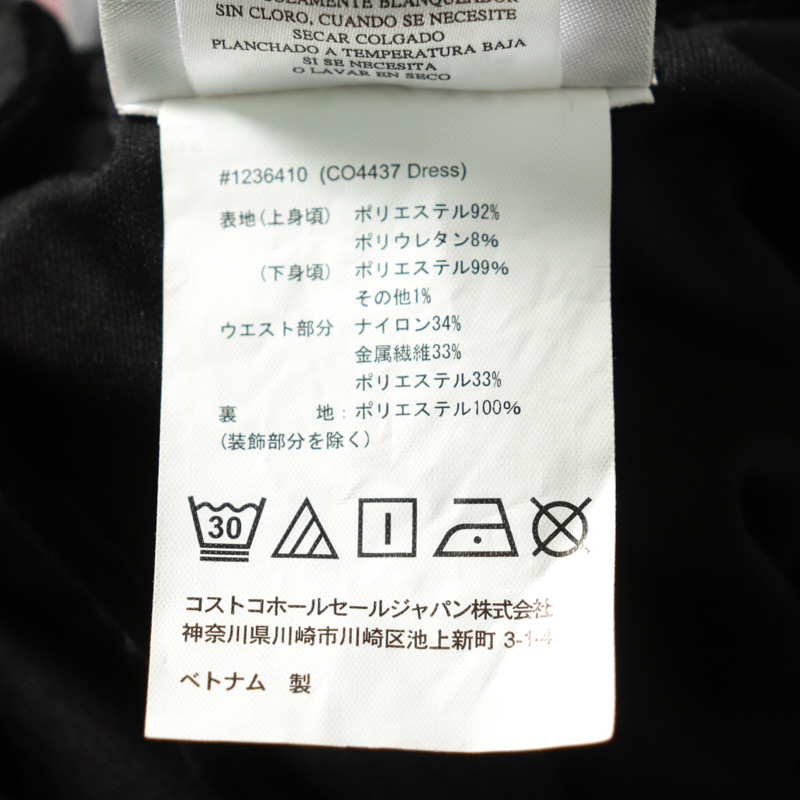 BLANQUEADOR
SIN CLORO, CUANDO SE NECESITE
SECAR COLGADO
PLANCHADO A TEMPERATURA BAJA
SI SE NECESITA
O LAVAR EN SECO
#1236410 (CO4437 Dress)
表地(上身頃) ポリエステル92%
ポリウレタン8%
(下身頃) ポリエステル99%
その他1%
ウエスト部分 ナイロン34%
金属繊維33%
ポリエステル33%
裏 地:ポリエステル100%
(装飾部分を除く)
30
コストコホールセールジャパン株式会社
神奈川県川崎市川崎区池上新町 3-1-4
ベトナム 製